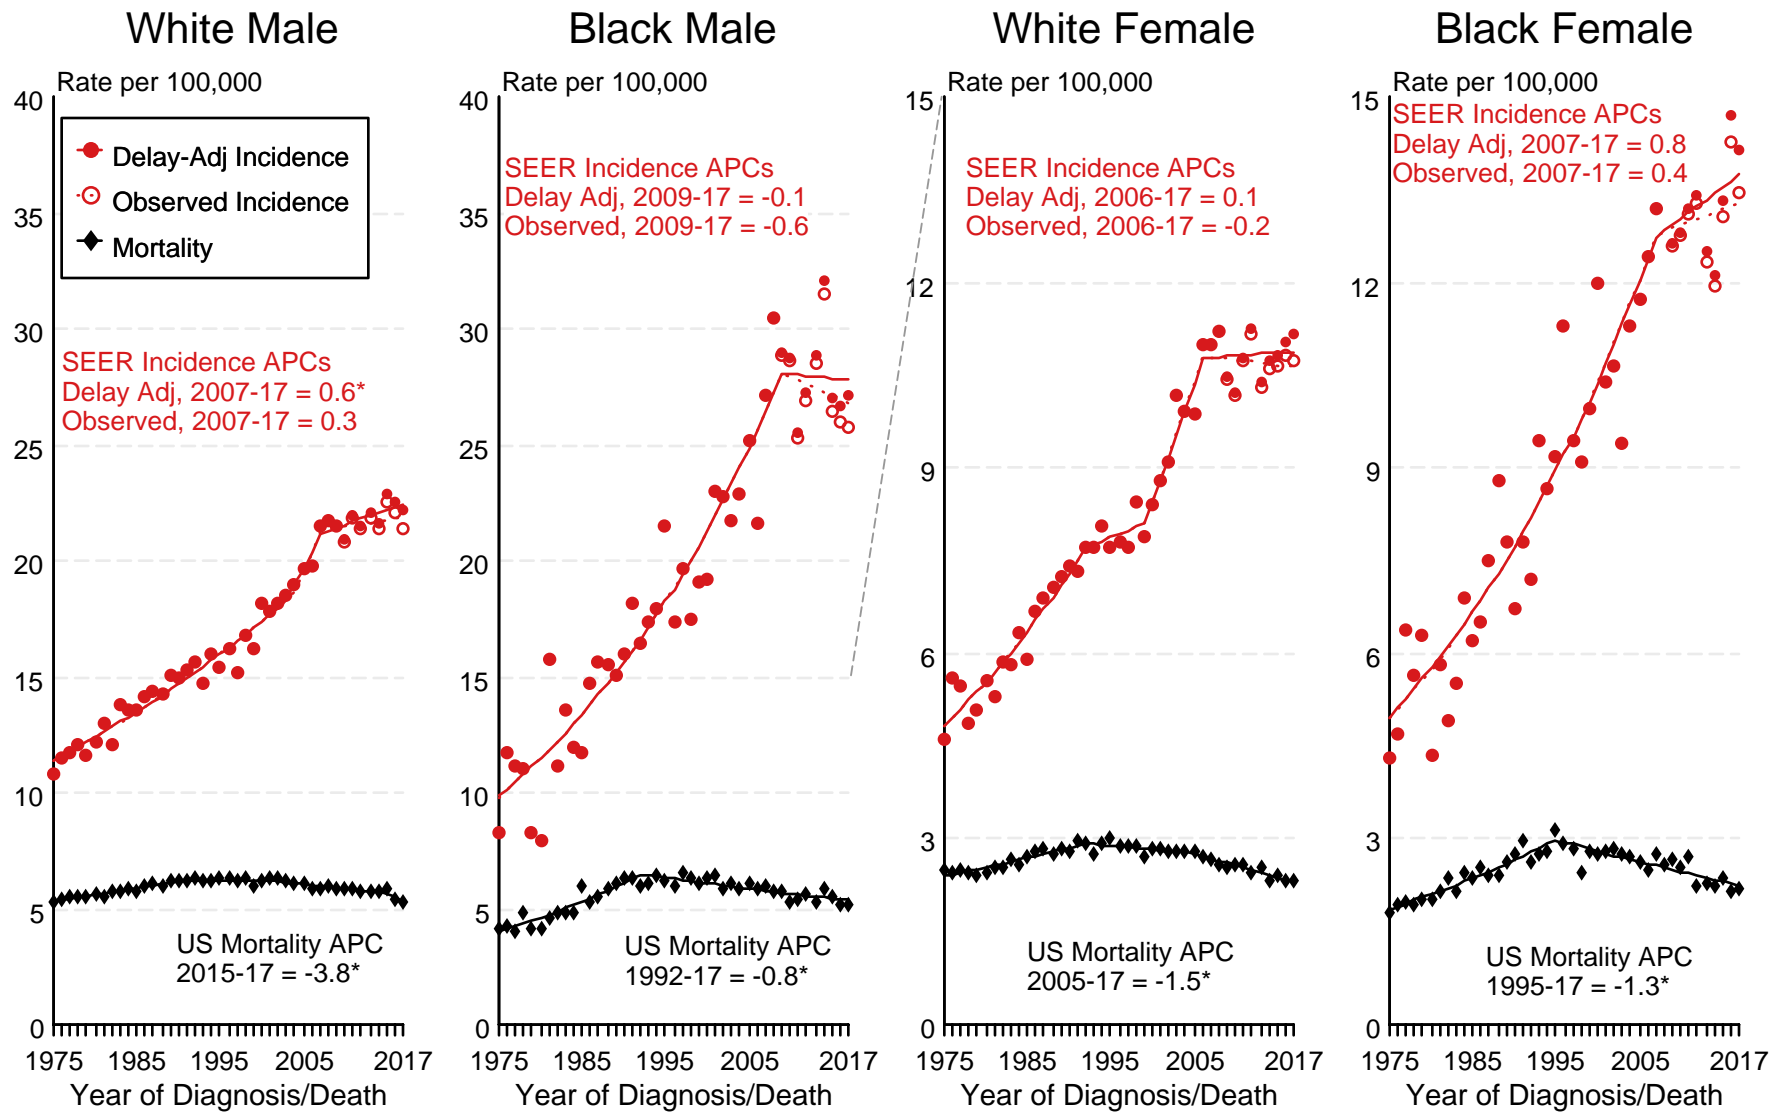 White Male
Rate per 100,000
40
35
30
25
20
15
10
5
0
Delay-Adj Incidence
Observed Incidence
Mortality
SEER Incidence APCs
Delay Adj, 2007-17 = 0.6*
Observed, 2007-17 = 0.3
US Mortality APC
2015-17 = -3.8*
1975 1985 1995 2005 2017
Year of Diagnosis/Death
Black Male
Rate per 100,000
40
35
30
25
20
15
10
5
0
SEER Incidence APCs
Delay Adj, 2009-17 = -0.1
Observed, 2009-17 = -0.6
US Mortality APC
1992-17 = -0.8*
1975 1985 1995 2005 2017
Year of Diagnosis/Death
White Female
Rate per 100,000
15
12
9
6
3
0
SEER Incidence APCs
Delay Adj, 2006-17 = 0.1
Observed, 2006-17 = -0.2
US Mortality APC
2005-17 = -1.5*
1975 1985 1995 2005 2017
Year of Diagnosis/Death
Black Female
Rate per 100,000
15
12
9
6
3
0
SEER Incidence APCs
Delay Adj, 2007-17 = 0.8
Observed, 2007-17 = 0.4
US Mortality APC
1995-17 = -1.3*
1975 1985 1995 2005 2017
Year of Diagnosis/Death